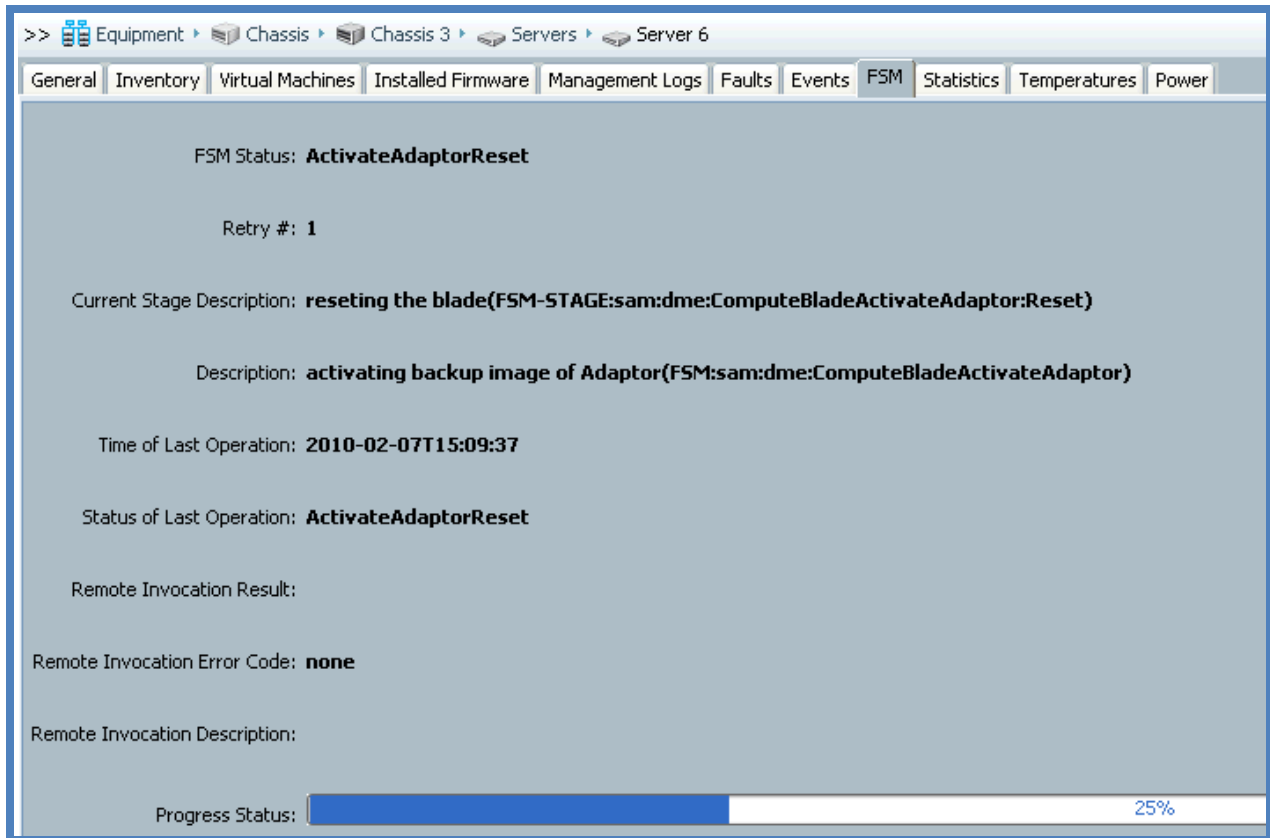 >> Equipment Chassis Chassis 3 Servers Server 6
General Inventory Virtual Machines Installed Firmware Management Logs Faults Events FSM Statistics Temperatures Power
FSM Status: ActivateAdaptorReset
Retry #: 1
Current Stage Description: reseting the blade(FSM-STAGE:sam:dme:ComputeBladeActivateAdaptor:Reset)
Description: activating backup image of Adaptor(FSM:sam:dme:ComputeBladeActivateAdaptor)
Time of Last Operation: 2010-02-07T15:09:37
Status of Last Operation: ActivateAdaptorReset
Remote Invocation Result:
Remote Invocation Error Code: none
Remote Invocation Description:
Progress Status: 25%